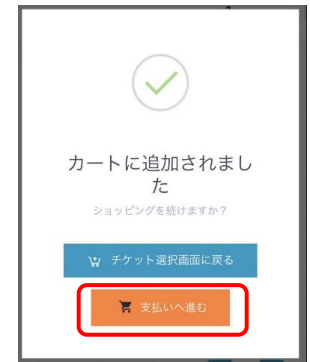 カートに追加されまし
た
ショッピングを続けますか？
チケット選択画面に戻る
支払いへ進む